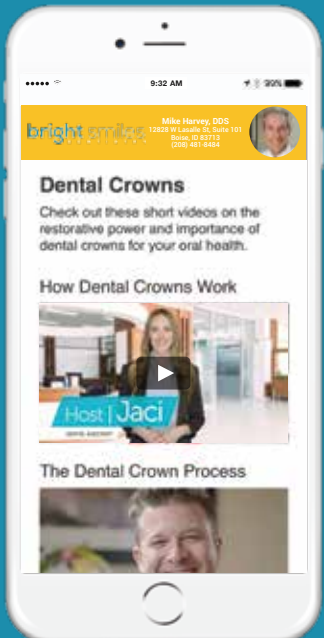 9:32 AM
bright smiles
Mike Harvey, DDS
12828 W Lasalle St, Suite 101
Boise, ID 83713
(208) 481-8484
Dental Crowns
Check out these short videos on the
restorative power and importance of
dental crowns for your oral health.
How Dental Crowns Work
Host Jaci
The Dental Crown Process